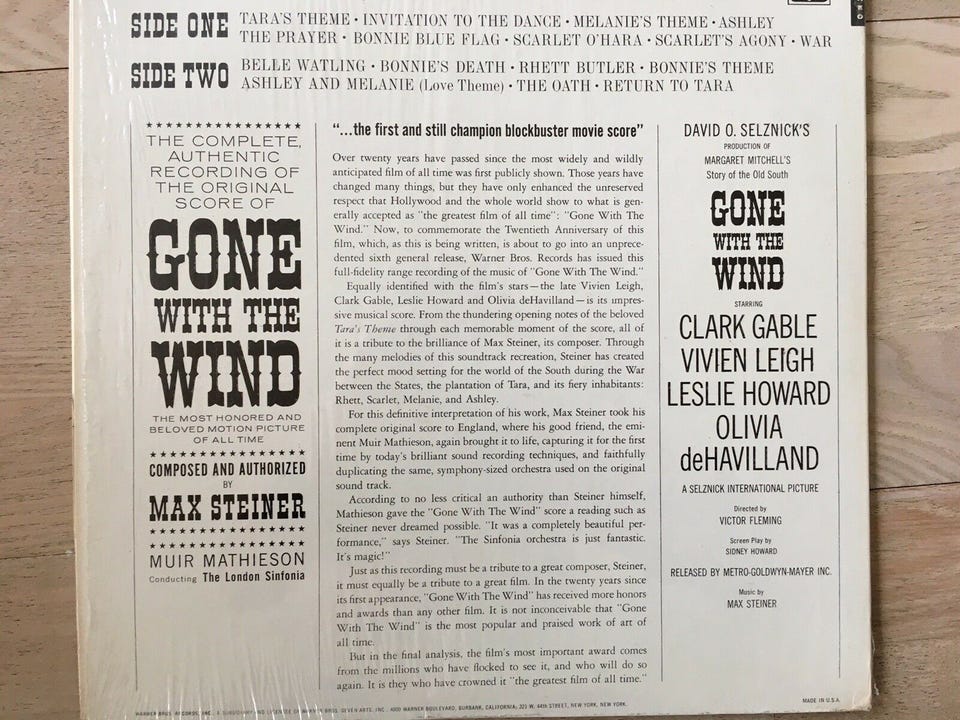 SIDE ONE TARA'S THEME • INVITATION TO THE DANCE • MELANIE'S THEME • ASHLEY
THE PRAYER • BONNIE BLUE FLAG • SCARLET O'HARA • SCARLET'S AGONY • WAR
SIDE TWO BELLE WATLING • BONNIE'S DEATH • RHETT BUTLER • BONNIE'S THEME
ASHLEY AND MELANIE (Love Theme) • THE OATH • RETURN TO TARA
THE COMPLETE,
AUTHENTIC
RECORDING OF
THE ORIGINAL
SCORE OF
GONE
WITH THE
WIND
THE MOST HONORED AND
BELOVED MOTION PICTURE
OF ALL TIME
COMPOSED AND AUTHORIZED
BY
MAX STEINER
MUIR MATHIESON
Conducting The London Sinfonia
"...the first and still champion blockbuster movie score"
Over twenty years have passed since the most widely and wildly
anticipated film of all time was first publicly shown. Those years have
changed many things, but they have only enhanced the unreserved
respect that Hollywood and the whole world show to what is gen-
erally accepted as "the greatest film of all time": "Gone With The
Wind." Now, to commemorate the Twentieth Anniversary of this
film, which, as this is being written, is about to go into an unprece-
dented sixth general release, Warner Bros. Records has issued this
full-fidelity range recording of the music of "Gone With The Wind."
Equally identified with the film's stars—the late Vivien Leigh,
Clark Gable, Leslie Howard and Olivia deHavilland—is its impres-
sive musical score. From the thundering opening notes of the beloved
Tara's Theme through each memorable moment of the score, all of
it is a tribute to the brilliance of Max Steiner, its composer. Through
the many melodies of this soundtrack recreation, Steiner has created
the perfect mood setting for the world of the South during the War
between the States, the plantation of Tara, and its fiery inhabitants:
Rhett, Scarlet, Melanie, and Ashley.
For this definitive interpretation of his work, Max Steiner took his
complete original score to England, where his good friend, the emi-
nent Muir Mathieson, again brought it to life, capturing it for the first
time by today's brilliant sound recording techniques, and faithfully
duplicating the same, symphony-sized orchestra used on the original
sound track.
According to no less critical an authority than Steiner himself,
Mathieson gave the "Gone With The Wind" score a reading such as
Steiner never dreamed possible. "It was a completely beautiful per-
formance," says Steiner. "The Sinfonia orchestra is just fantastic.
It's magic!"
Just as this recording must be a tribute to a great composer, Steiner,
it must equally be a tribute to a great film. In the twenty years since
its first appearance, "Gone With The Wind" has received more honors
and awards than any other film. It is not inconceivable that "Gone
With The Wind" is the most popular and praised work of art of
all time.
But in the final analysis, the film's most important award comes
from the millions who have flocked to see it, and who will do so
again. It is they who have crowned it "the greatest film of all time."
DAVID O. SELZNICK'S
PRODUCTION OF
MARGARET MITCHELL'S
Story of the Old South
GONE
WITH THE
WIND
STARRING
CLARK GABLE
VIVIEN LEIGH
LESLIE HOWARD
OLIVIA
deHAVILLAND
A SELZNICK INTERNATIONAL PICTURE
Directed by
VICTOR FLEMING
Screen Play by
SIDNEY HOWARD
RELEASED BY METRO-GOLDWYN-MAYER INC.
Music by
MAX STEINER
WARNER BROS. RECORDS, INC., A SUBSIDIARY AND LICENSEE OF WARNER BROS.-SEVEN ARTS, INC., 4000 WARNER BOULEVARD, BURBANK, CALIFORNIA; 321 W. 44th STREET, NEW YORK, NEW YORK.
MADE IN U.S.A.